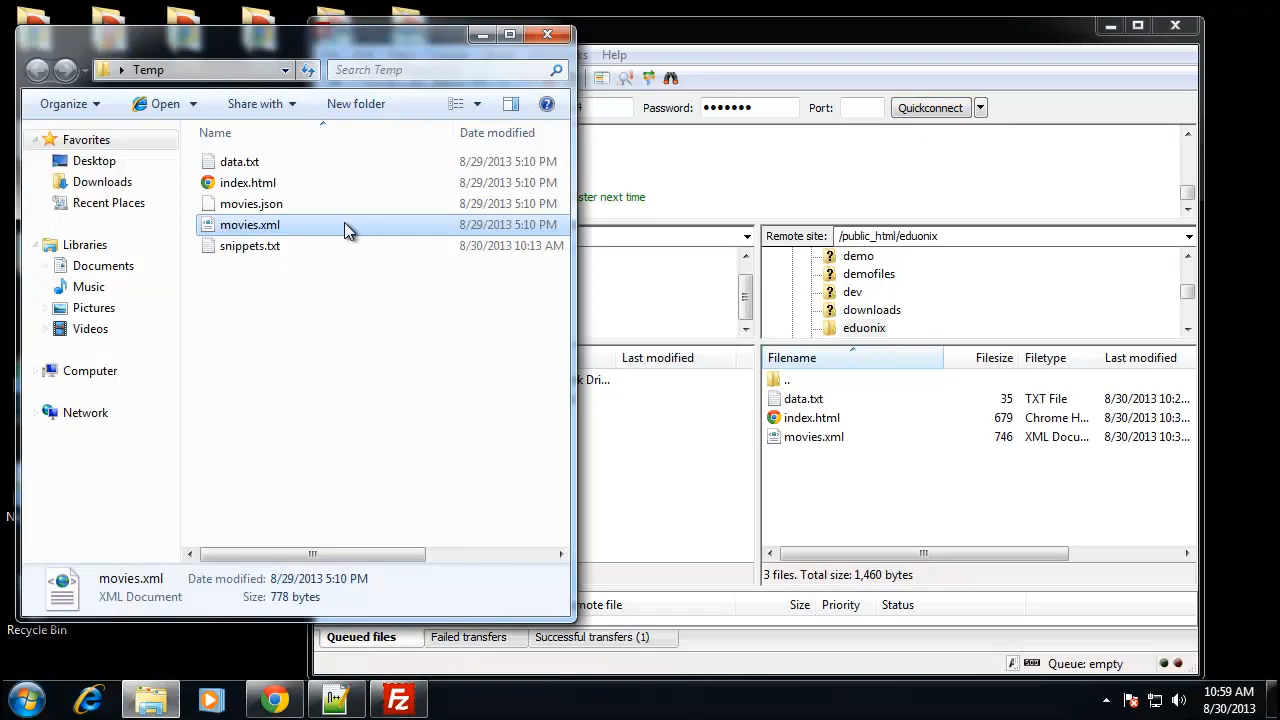 Temp
Search Temp
Organize
Open
Share with
New folder
Favorites
Desktop
Downloads
Recent Places
Libraries
Documents
Music
Pictures
Videos
Computer
Network
Name
Date modified
data.txt 8/29/2013 5:10 PM
index.html 8/29/2013 5:10 PM
movies.json 8/29/2013 5:10 PM
movies.xml 8/29/2013 5:10 PM
snippets.txt 8/30/2013 10:13 AM
movies.xml Date modified: 8/29/2013 5:10 PM
XML Document Size: 778 bytes
Help
4 Password: ●●●●●●● Port: Quickconnect
ster next time
Remote site: /public_html/eduonix
demo
demofiles
dev
downloads
eduonix
Last modified
k Dri...
Filename Filesize Filetype Last modified
..
data.txt 35 TXT File 8/30/2013 10:2...
index.html 679 Chrome H... 8/30/2013 10:3...
movies.xml 746 XML Docu... 8/30/2013 10:3...
3 files. Total size: 1,460 bytes
mote file Size Priority Status
Queued files Failed transfers Successful transfers (1)
Queue: empty
N
Recycle Bin
10:59 AM
8/30/2013